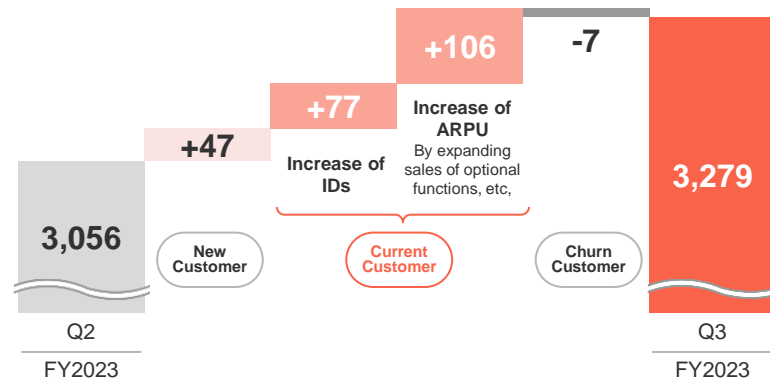 3,056
+47
+77
+106
-7
3,279
Increase of
IDs
Increase of
ARPU
By expanding
sales of optional
functions, etc,
New
Customer
Current
Customer
Churn
Customer
Q2
FY2023
Q3
FY2023